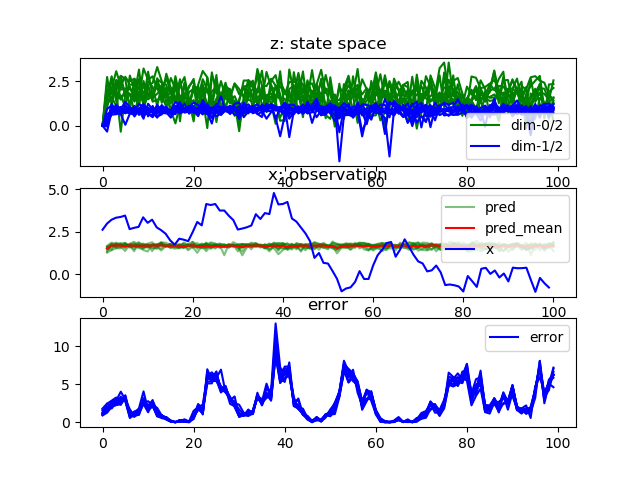 z: state space
2.5
0.0
dim-0/2
dim-1/2
0 20 40 60 80 100
x: observation
5.0
2.5
0.0
pred
pred_mean
x
0 20 40 60 80 100
error
10
5
0
error
0 20 40 60 80 100